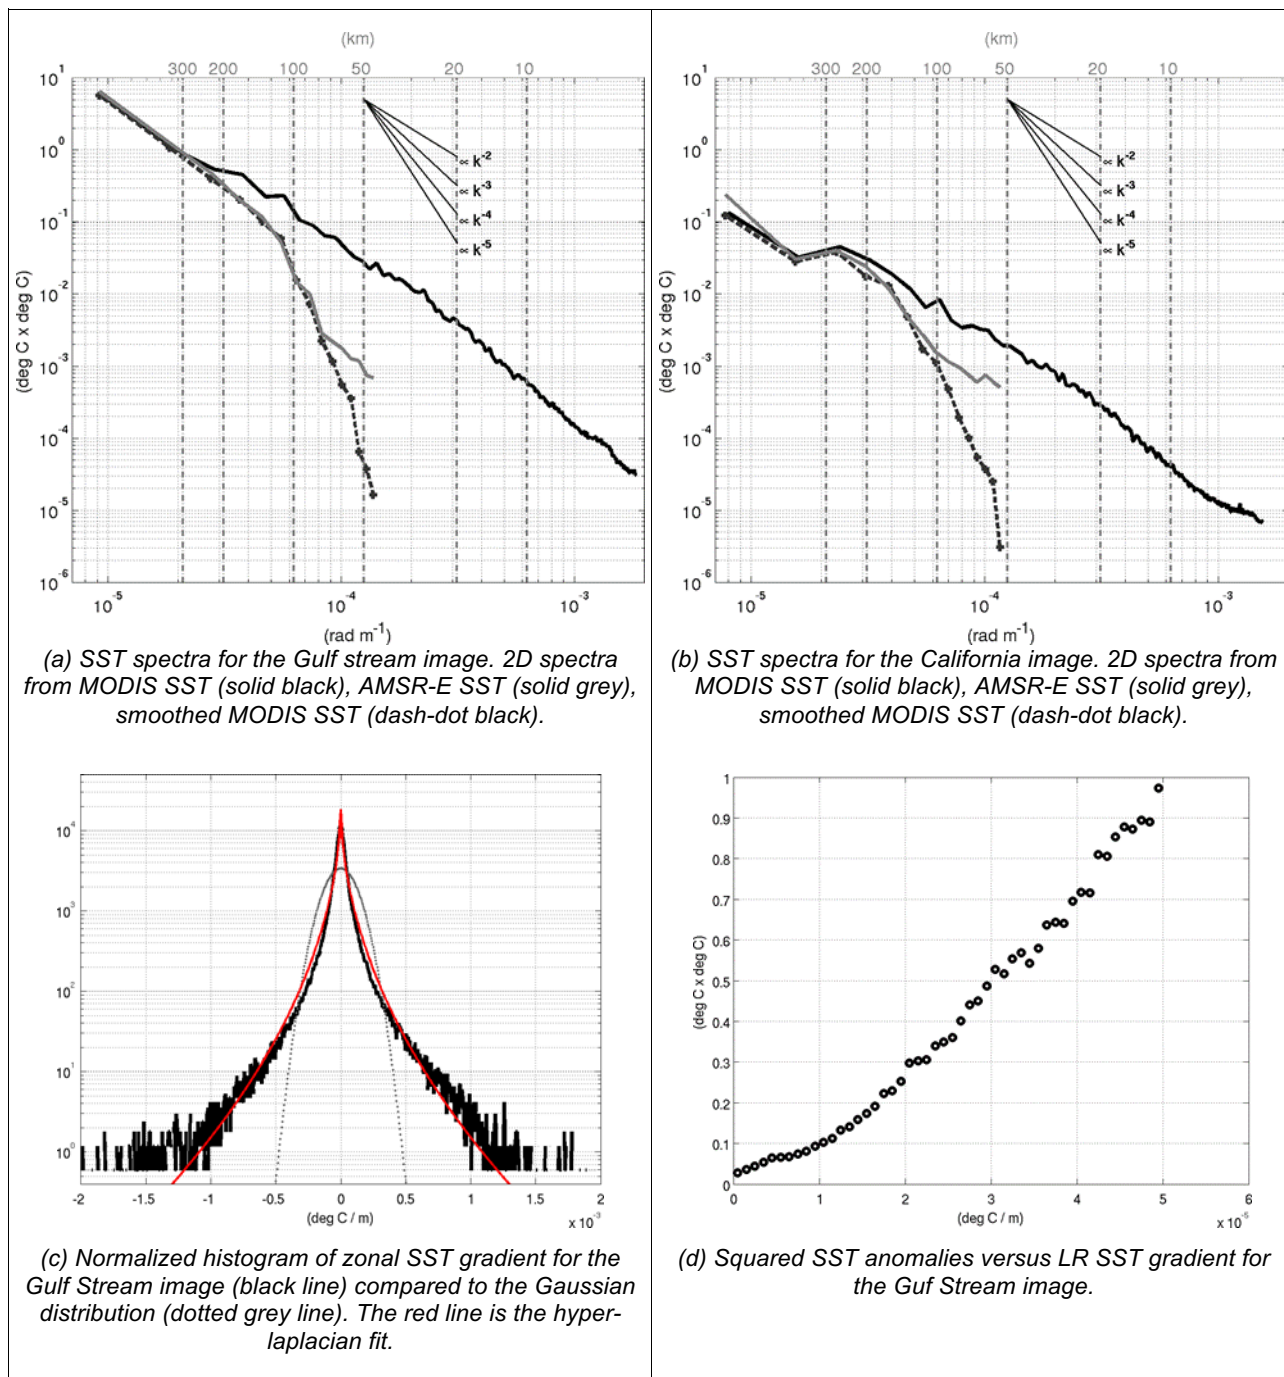 (km)
300 200 100 50 20 10
10^1
10^0
10^-1
10^-2
10^-3
10^-4
10^-5
10^-6
(deg C x deg C)
∝ k^-2
∝ k^-3
∝ k^-4
∝ k^-5
10^-5 10^-4 10^-3
(rad m^-1)
(a) SST spectra for the Gulf stream image. 2D spectra
from MODIS SST (solid black), AMSR-E SST (solid grey),
smoothed MODIS SST (dash-dot black).
(km)
300 200 100 50 20 10
10^1
10^0
10^-1
10^-2
10^-3
10^-4
10^-5
10^-6
(deg C x deg C)
∝ k^-2
∝ k^-3
∝ k^-4
∝ k^-5
10^-5 10^-4 10^-3
(rad m^-1)
(b) SST spectra for the California image. 2D spectra from
MODIS SST (solid black), AMSR-E SST (solid grey),
smoothed MODIS SST (dash-dot black).
10^4
10^3
10^2
10^1
10^0
-2 -1.5 -1 -0.5 0 0.5 1 1.5 2
(deg C / m)
x 10^-3
(c) Normalized histogram of zonal SST gradient for the
Gulf Stream image (black line) compared to the Gaussian
distribution (dotted grey line). The red line is the hyper-
laplacian fit.
1
0.9
0.8
0.7
0.6
0.5
0.4
0.3
0.2
0.1
0
(deg C x deg C)
0 1 2 3 4 5 6
(deg C / m)
x 10^-5
(d) Squared SST anomalies versus LR SST gradient for
the Guf Stream image.